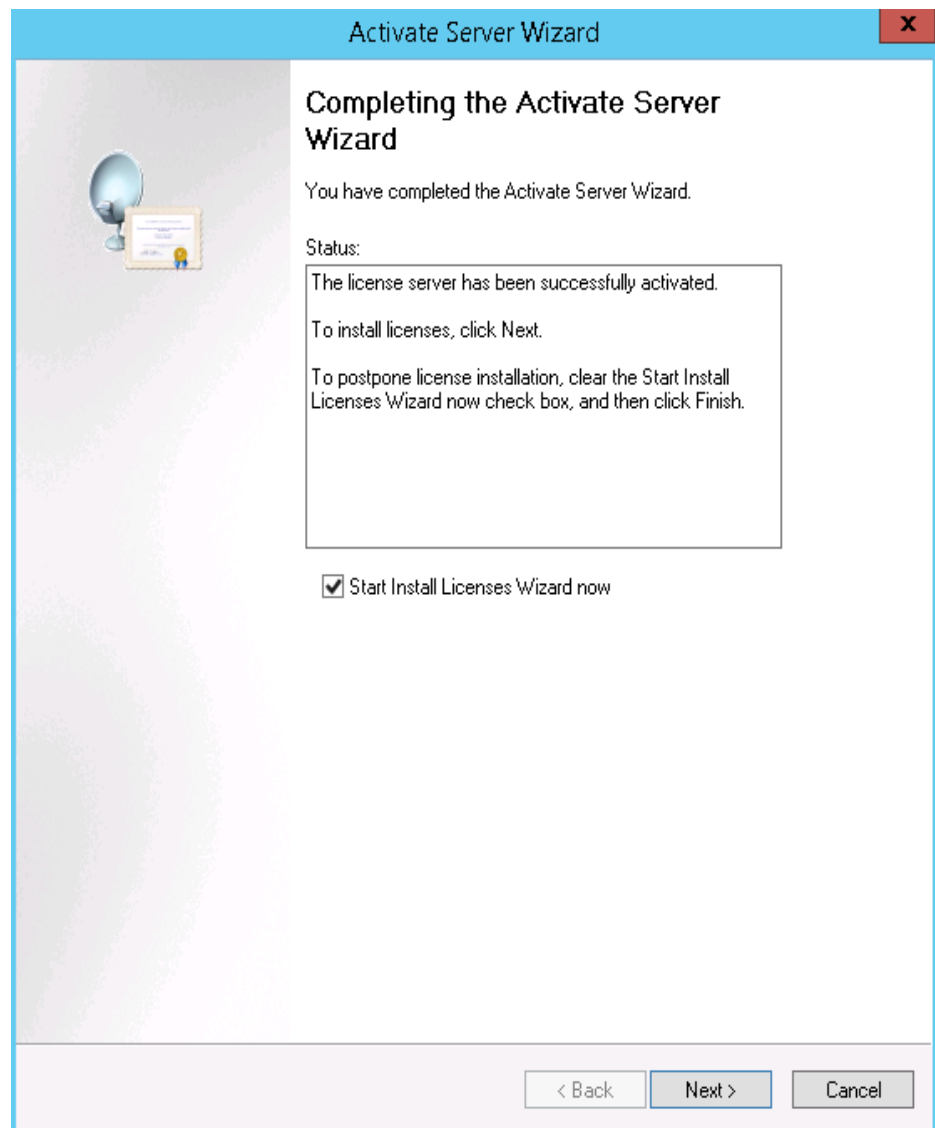 Activate Server Wizard
x
Completing the Activate Server
Wizard
You have completed the Activate Server Wizard.
Status:
The license server has been successfully activated.
To install licenses, click Next.
To postpone license installation, clear the Start Install
Licenses Wizard now check box, and then click Finish.
Start Install Licenses Wizard now
< Back
Next >
Cancel